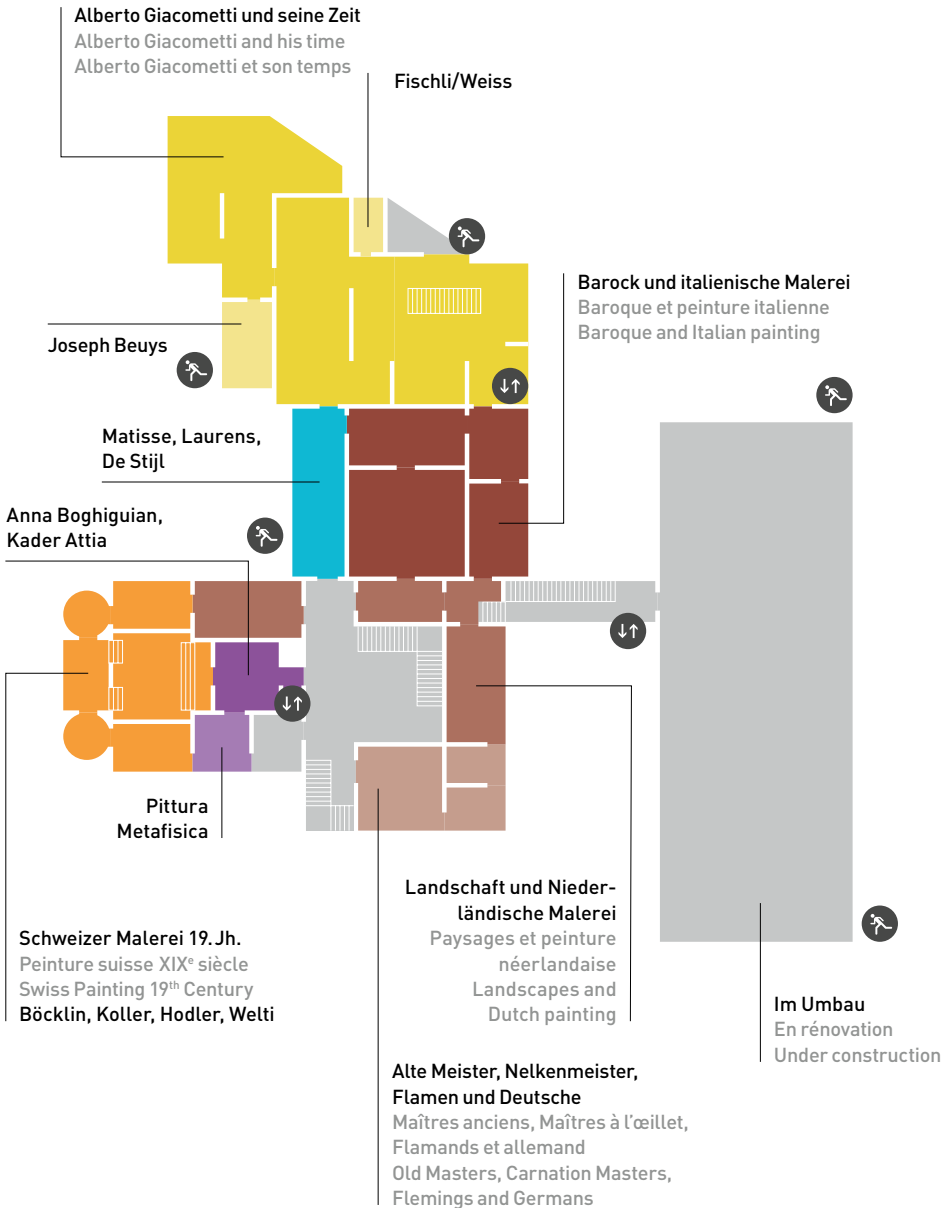 Alberto Giacometti und seine Zeit
Alberto Giacometti and his time
Alberto Giacometti et son temps
Fischli/Weiss
Barock und italienische Malerei
Baroque et peinture italienne
Baroque and Italian painting
Joseph Beuys
Matisse, Laurens,
De Stijl
Anna Boghiguian,
Kader Attia
Pittura
Metafisica
Landschaft und Nieder-
ländische Malerei
Paysages et peinture
néerlandaise
Landscapes and
Dutch painting
Schweizer Malerei 19. Jh.
Peinture suisse XIXᵉ siècle
Swiss Painting 19ᵗʰ Century
Böcklin, Koller, Hodler, Welti
Im Umbau
En rénovation
Under construction
Alte Meister, Nelkenmeister,
Flamen und Deutsche
Maîtres anciens, Maîtres à l'œillet,
Flamands et allemand
Old Masters, Carnation Masters,
Flemings and Germans